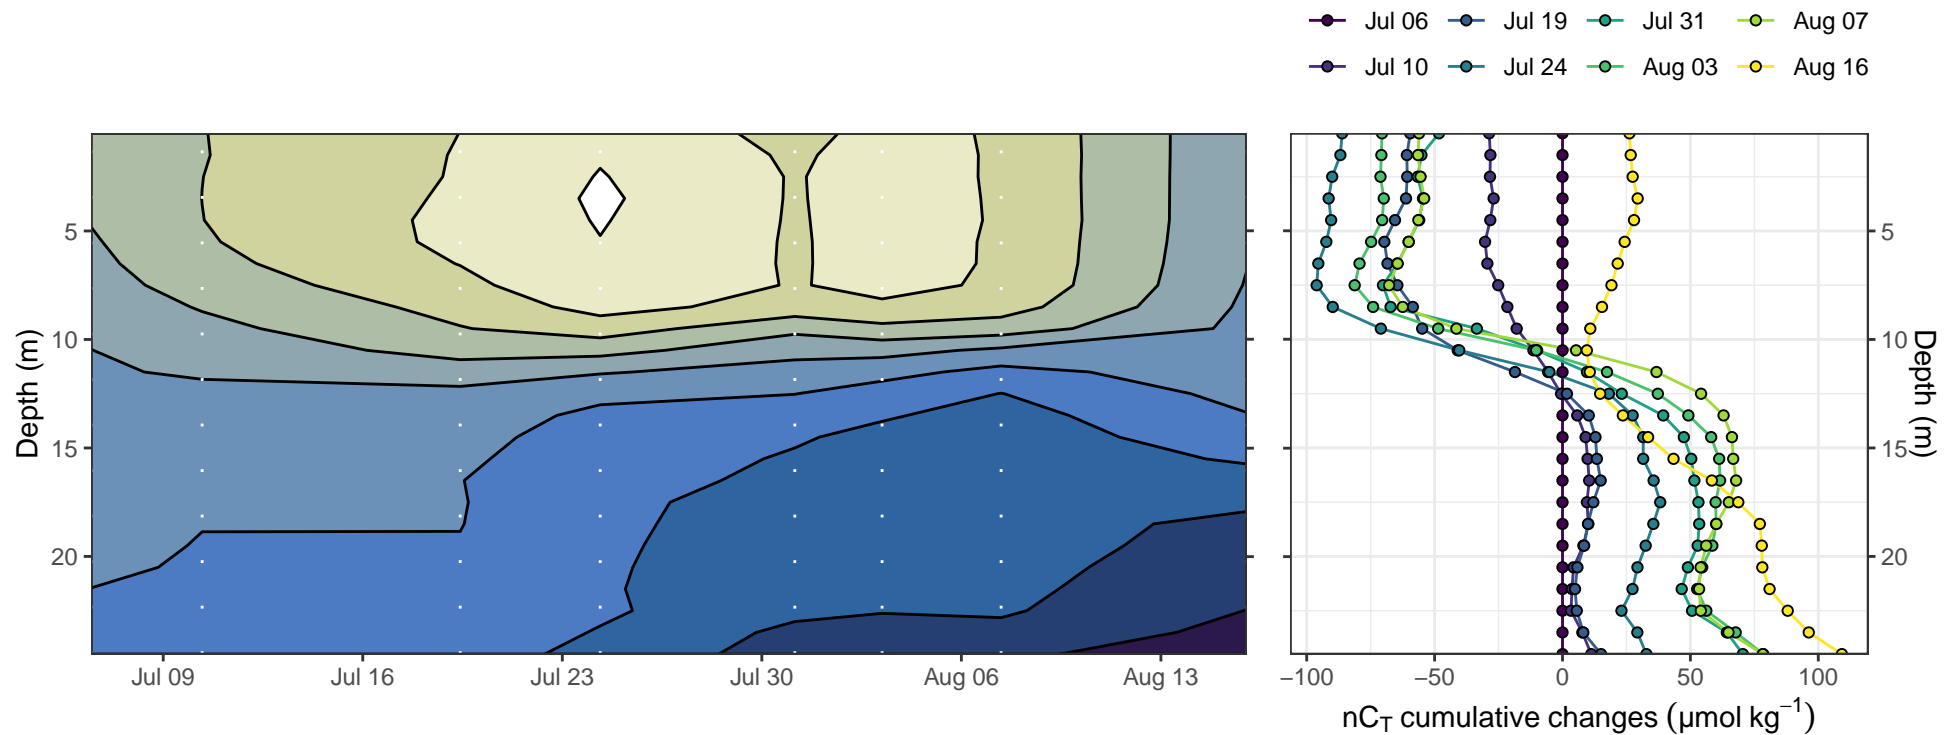 Jul 06 Jul 19 Jul 31 Aug 07
Jul 10 Jul 24 Aug 03 Aug 16
Depth (m)
5
10
15
20
Jul 09 Jul 16 Jul 23 Jul 30 Aug 06 Aug 13
5
10
15
20
Depth (m)
−100 −50 0 50 100
nC_T cumulative changes (µmol kg⁻¹)